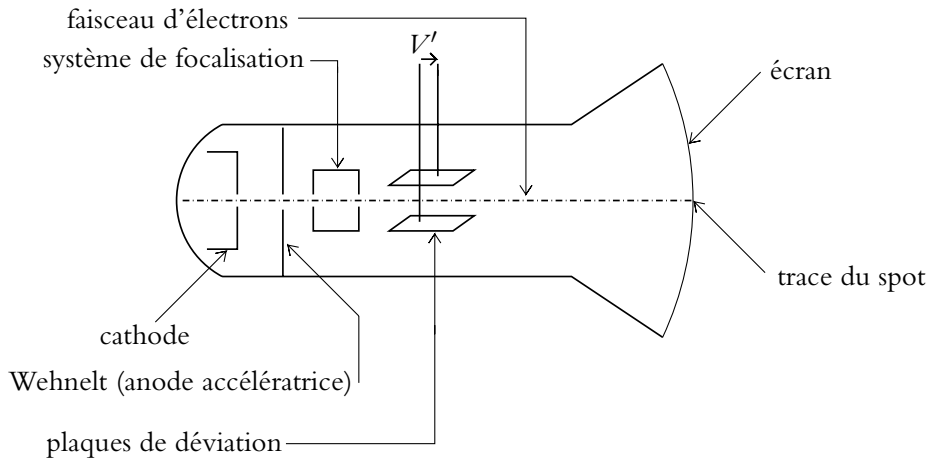 faisceau d’électrons
système de focalisation
V′
écran
trace du spot
cathode
Wehnelt (anode accélératrice)
plaques de déviation